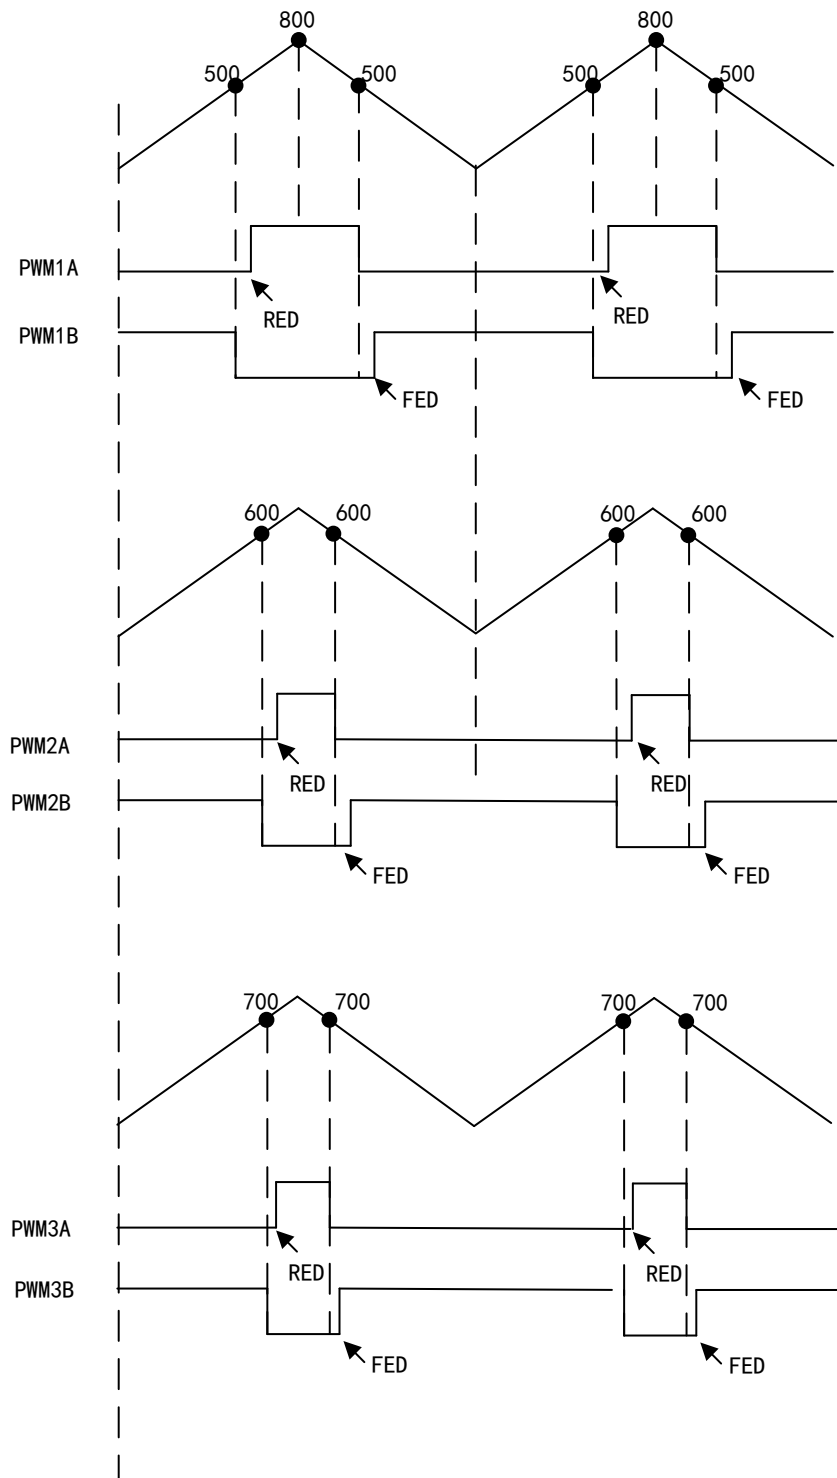 800 800
500 500 500 500
PWM1A
RED RED
PWM1B
FED FED
600 600 600 600
PWM2A
RED RED
PWM2B
FED FED
700 700 700 700
PWM3A
RED RED
PWM3B
FED FED